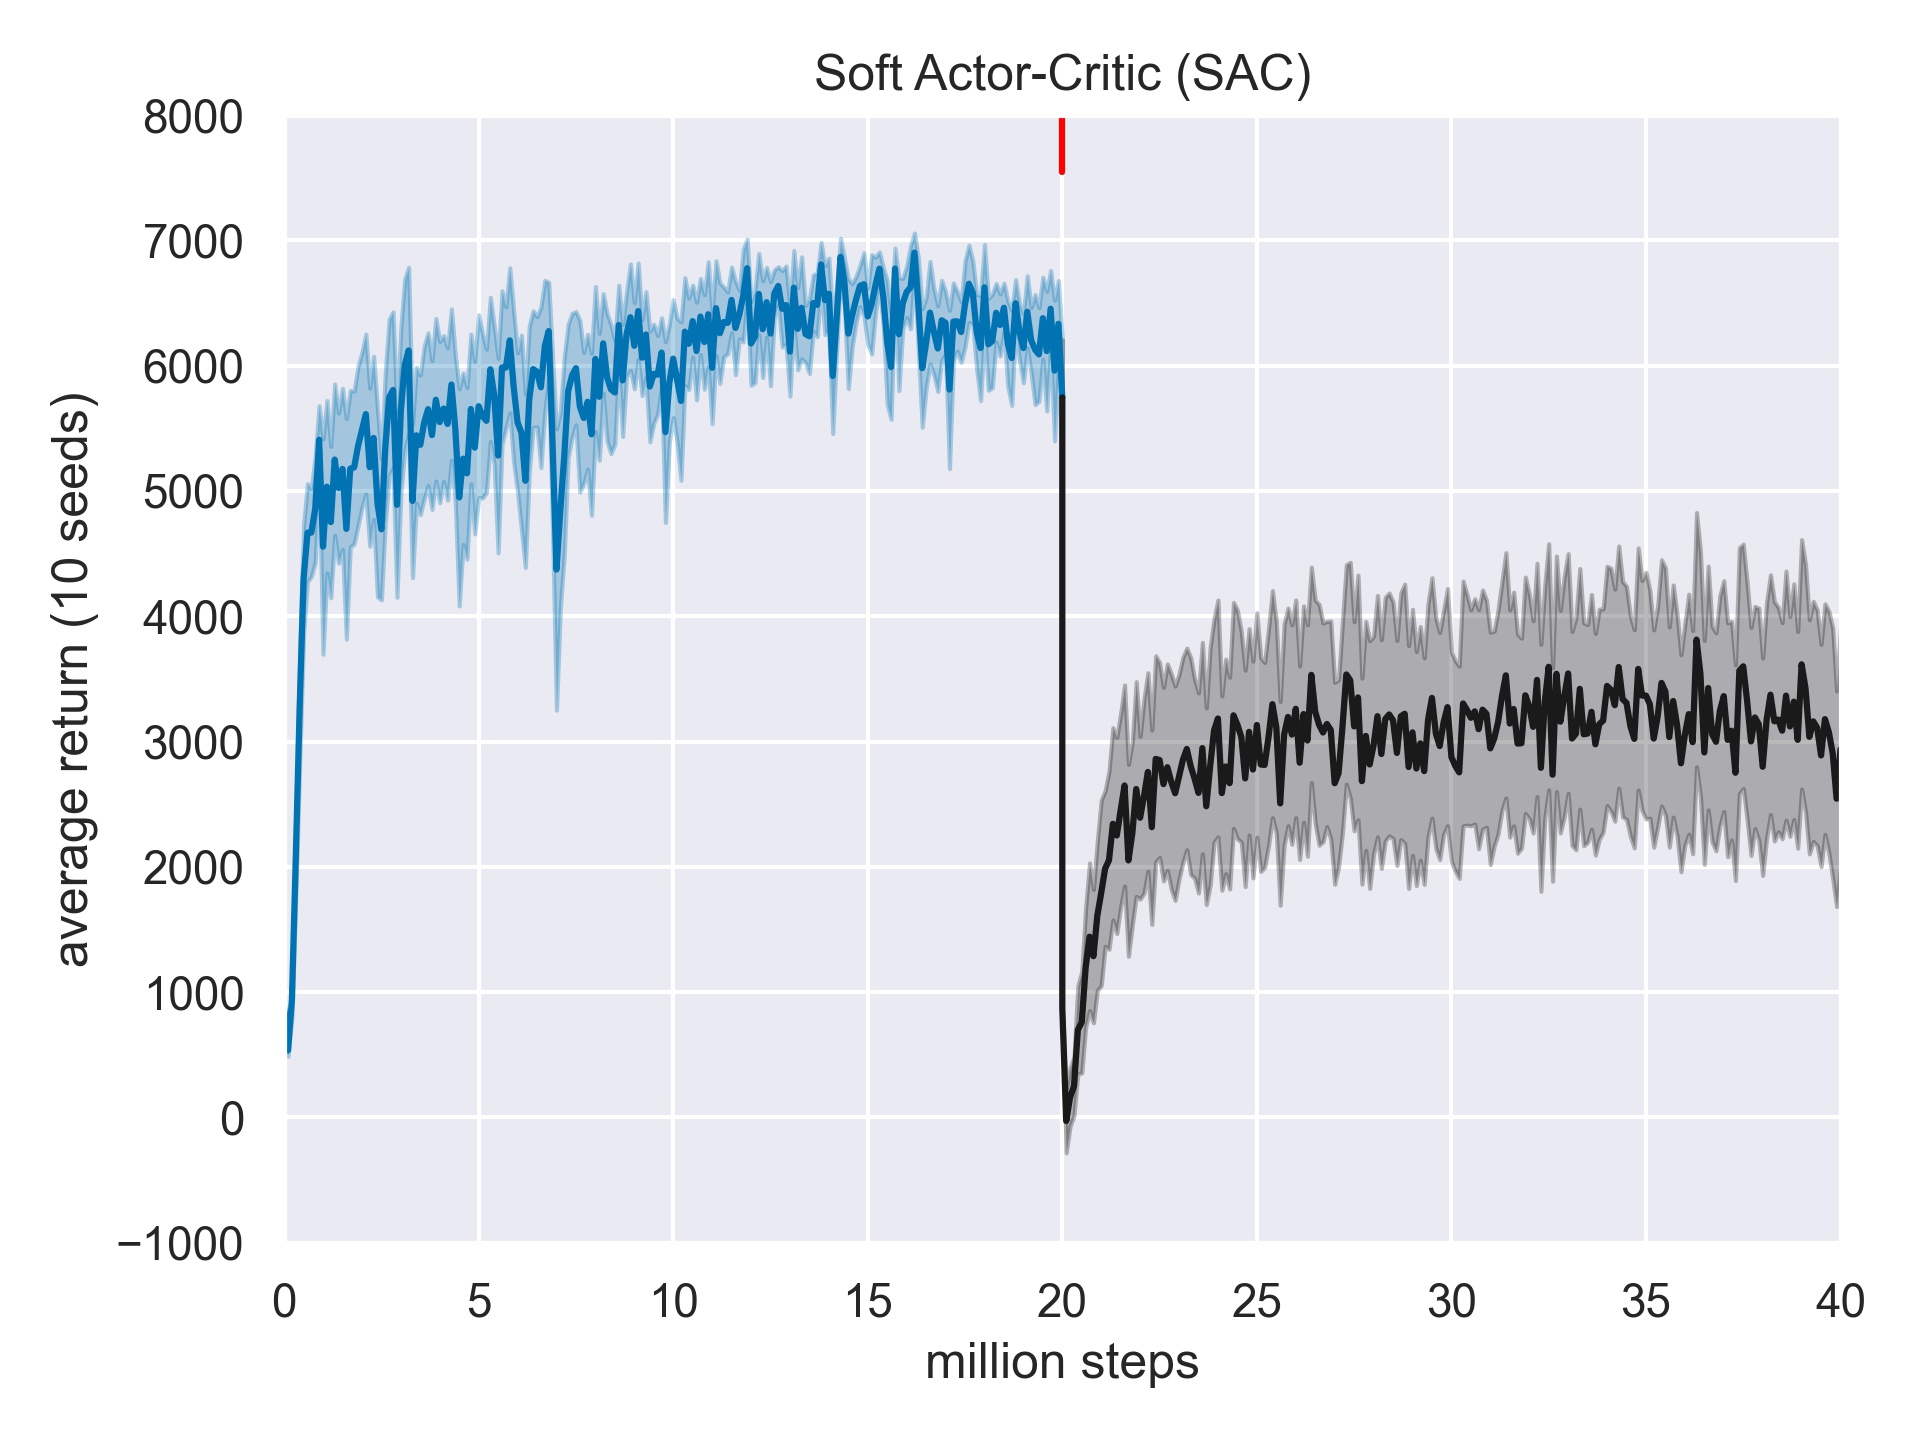 Soft Actor-Critic (SAC)
8000
7000
6000
5000
4000
3000
2000
1000
0
−1000
average return (10 seeds)
0 5 10 15 20 25 30 35 40
million steps